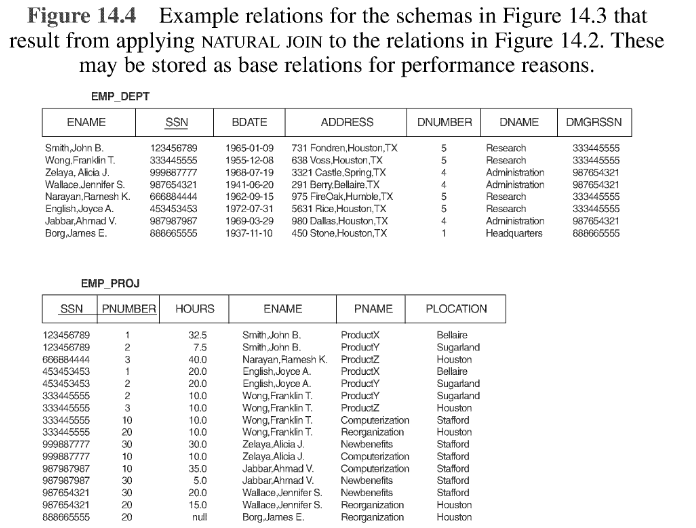 Figure 14.4 Example relations for the schemas in Figure 14.3 that
result from applying NATURAL JOIN to the relations in Figure 14.2. These
may be stored as base relations for performance reasons.
EMP_DEPT
ENAME SSN BDATE ADDRESS DNUMBER DNAME DMGRSSN
Smith,John B. 123456789 1965-01-09 731 Fondren,Houston,TX 5 Research 333445555
Wong,Franklin T. 333445555 1955-12-08 638 Voss,Houston,TX 5 Research 333445555
Zelaya, Alicia J. 999887777 1968-07-19 3321 Castle,Spring,TX 4 Administration 987654321
Wallace,Jennifer S. 987654321 1941-06-20 291 Berry,Bellaire,TX 4 Administration 987654321
Narayan,Ramesh K. 666884444 1962-09-15 975 FireOak,Humble,TX 5 Research 333445555
English,Joyce A. 453453453 1972-07-31 5631 Rice,Houston,TX 5 Research 333445555
Jabbar,Ahmad V. 987987987 1969-03-29 980 Dallas,Houston,TX 4 Administration 987654321
Borg,James E. 888665555 1937-11-10 450 Stone,Houston,TX 1 Headquarters 888665555
EMP_PROJ
SSN PNUMBER HOURS ENAME PNAME PLOCATION
123456789 1 32.5 Smith,John B. ProductX Bellaire
123456789 2 7.5 Smith,John B. ProductY Sugarland
666884444 3 40.0 Narayan,Ramesh K. ProductZ Houston
453453453 1 20.0 English,Joyce A. ProductX Bellaire
453453453 2 20.0 English,Joyce A. ProductY Sugarland
333445555 2 10.0 Wong,Franklin T. ProductY Sugarland
333445555 3 10.0 Wong,Franklin T. ProductZ Houston
333445555 10 10.0 Wong,Franklin T. Computerization Stafford
333445555 20 10.0 Wong,Franklin T. Reorganization Houston
999887777 30 30.0 Zelaya,Alicia J. Newbenefits Stafford
999887777 10 10.0 Zelaya,Alicia J. Computerization Stafford
987987987 10 35.0 Jabbar,Ahmad V. Computerization Stafford
987987987 30 5.0 Jabbar,Ahmad V. Newbenefits Stafford
987654321 30 20.0 Wallace,Jennifer S. Newbenefits Stafford
987654321 20 15.0 Wallace,Jennifer S. Reorganization Houston
888665555 20 null Borg,James E. Reorganization Houston